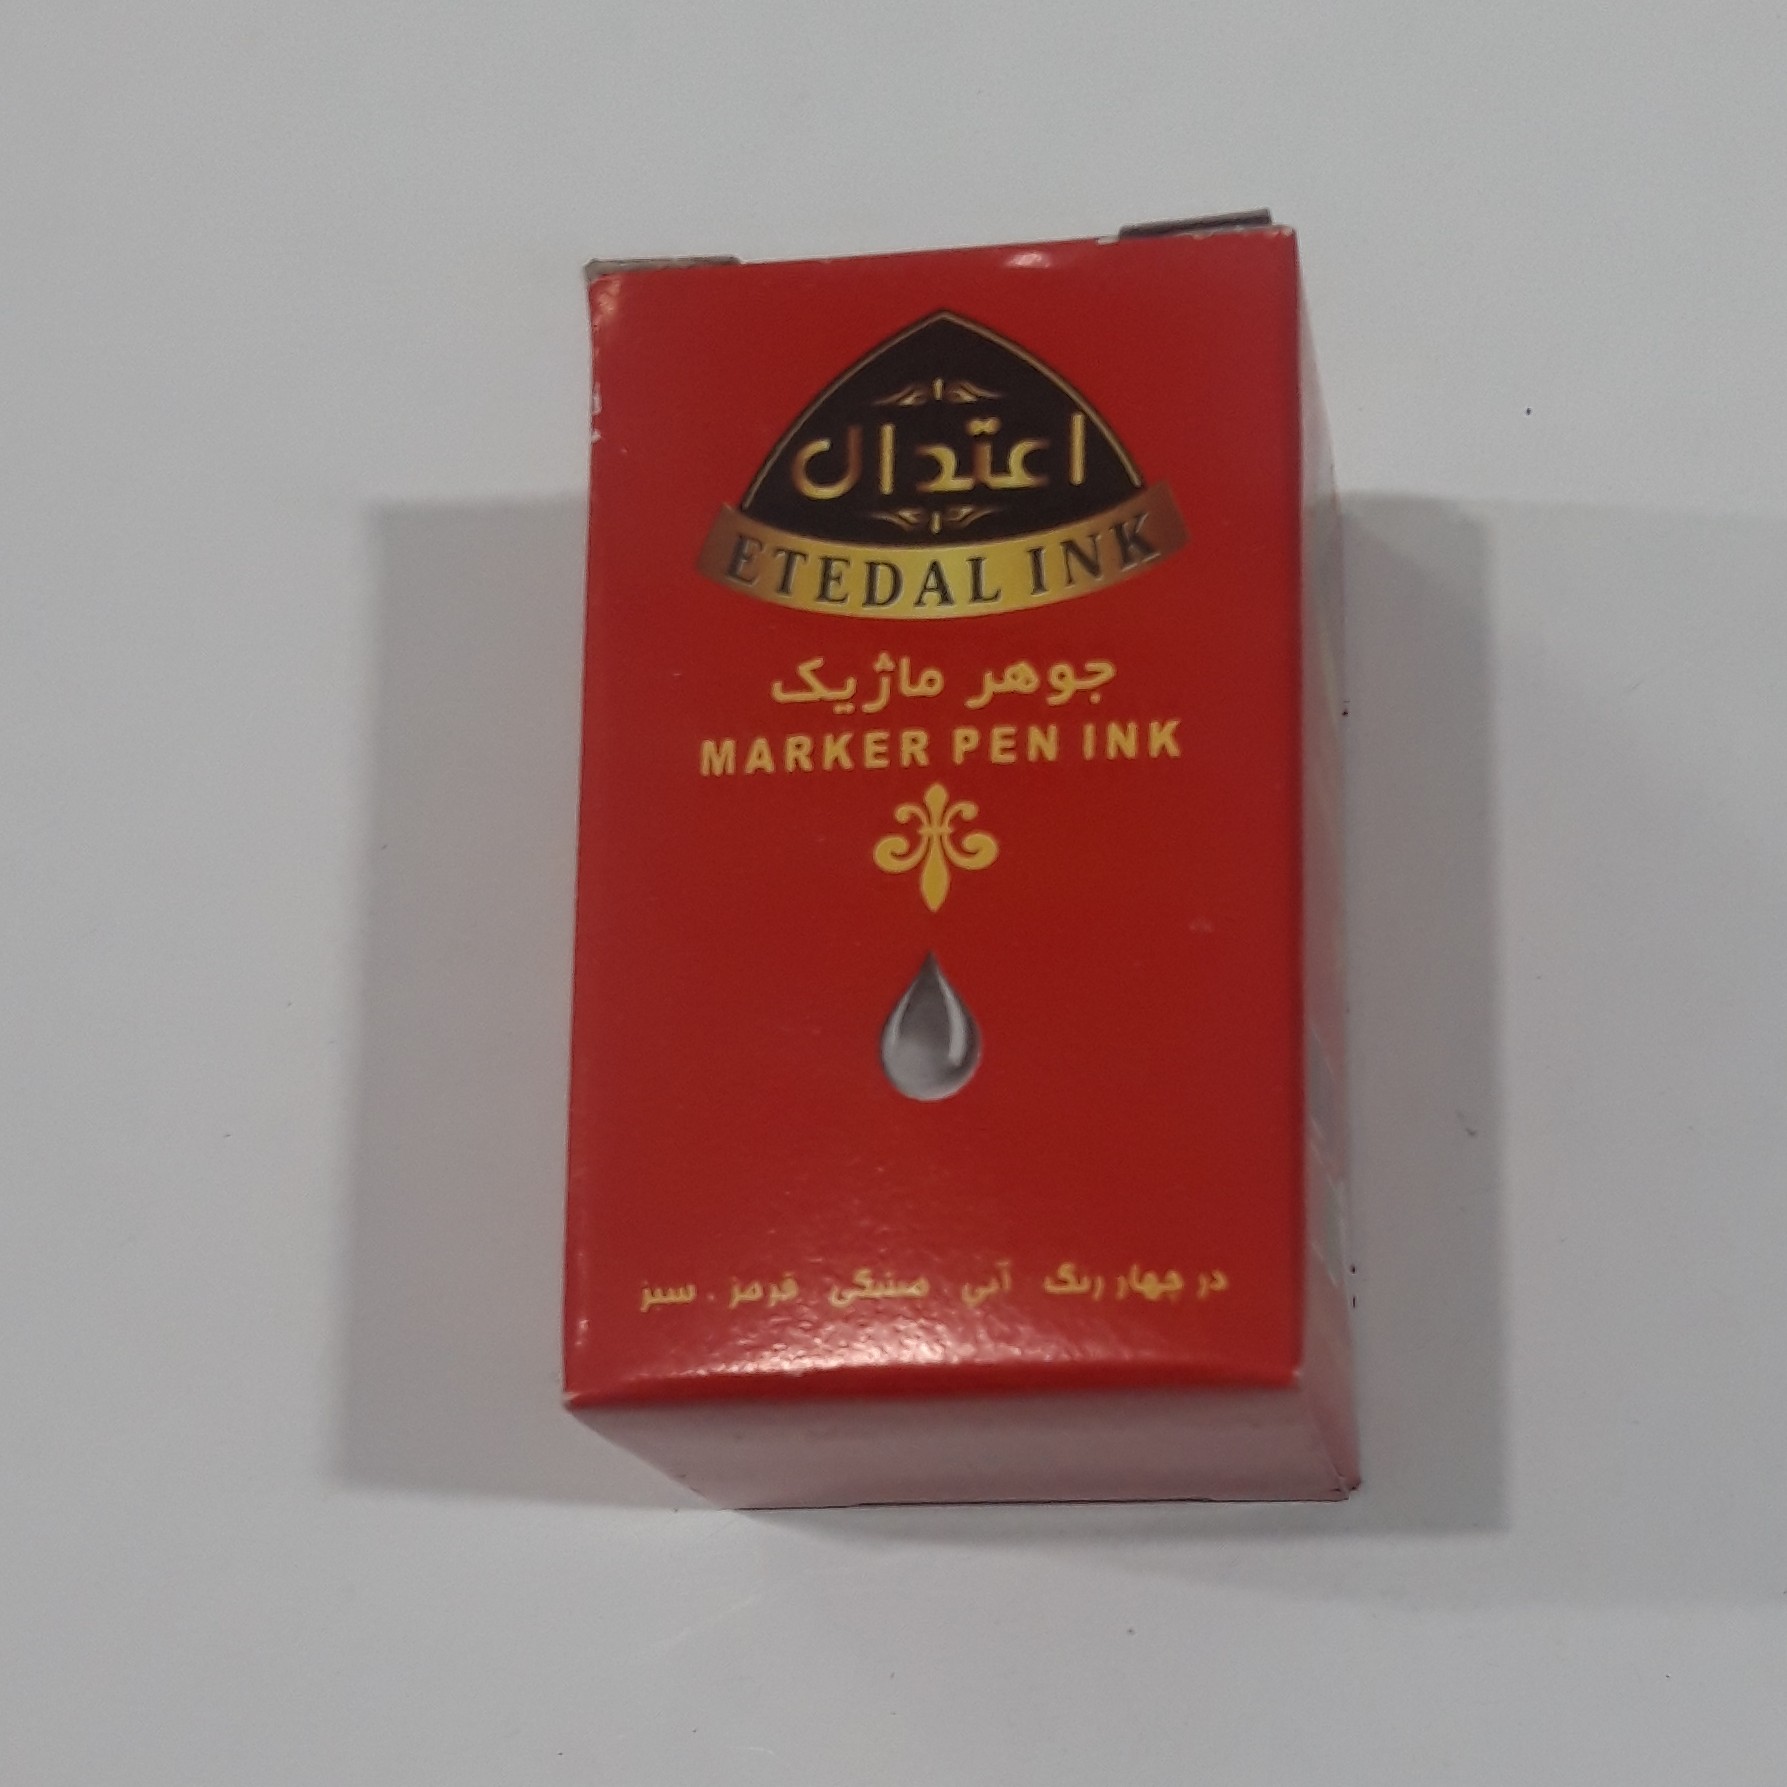 اعتدال
ETEDAL INK
جوهر ماژیک
MARKER PEN INK
در چهار رنگ آبی مشکی قرمز . سبز